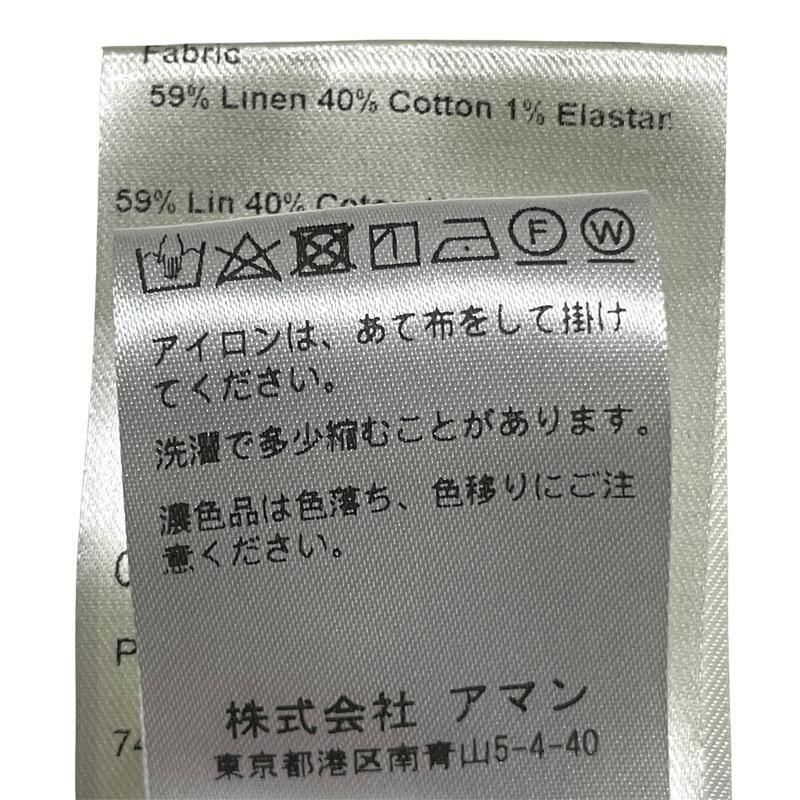 Fabric
59% Linen 40% Cotton 1% Elastan
59% Lin 40%
アイロンは、あて布をして掛け
てください。
洗濯で多少縮むことがあります。
濃色品は色落ち、色移りにご注
意ください。
株式会社 アマン
東京都港区南青山5-4-40